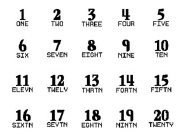 1 2 3 4 5
ONE TWO THREE FOUR FIVE
6 7 8 9 10
SIX SEVEN EIGHT NINE TEN
11 12 13 14 15
ELEVN TWELV THRTN FORTN FIFTN
16 17 18 19 20
SIXTN SEVTN EGHTN NINTN TWENTY